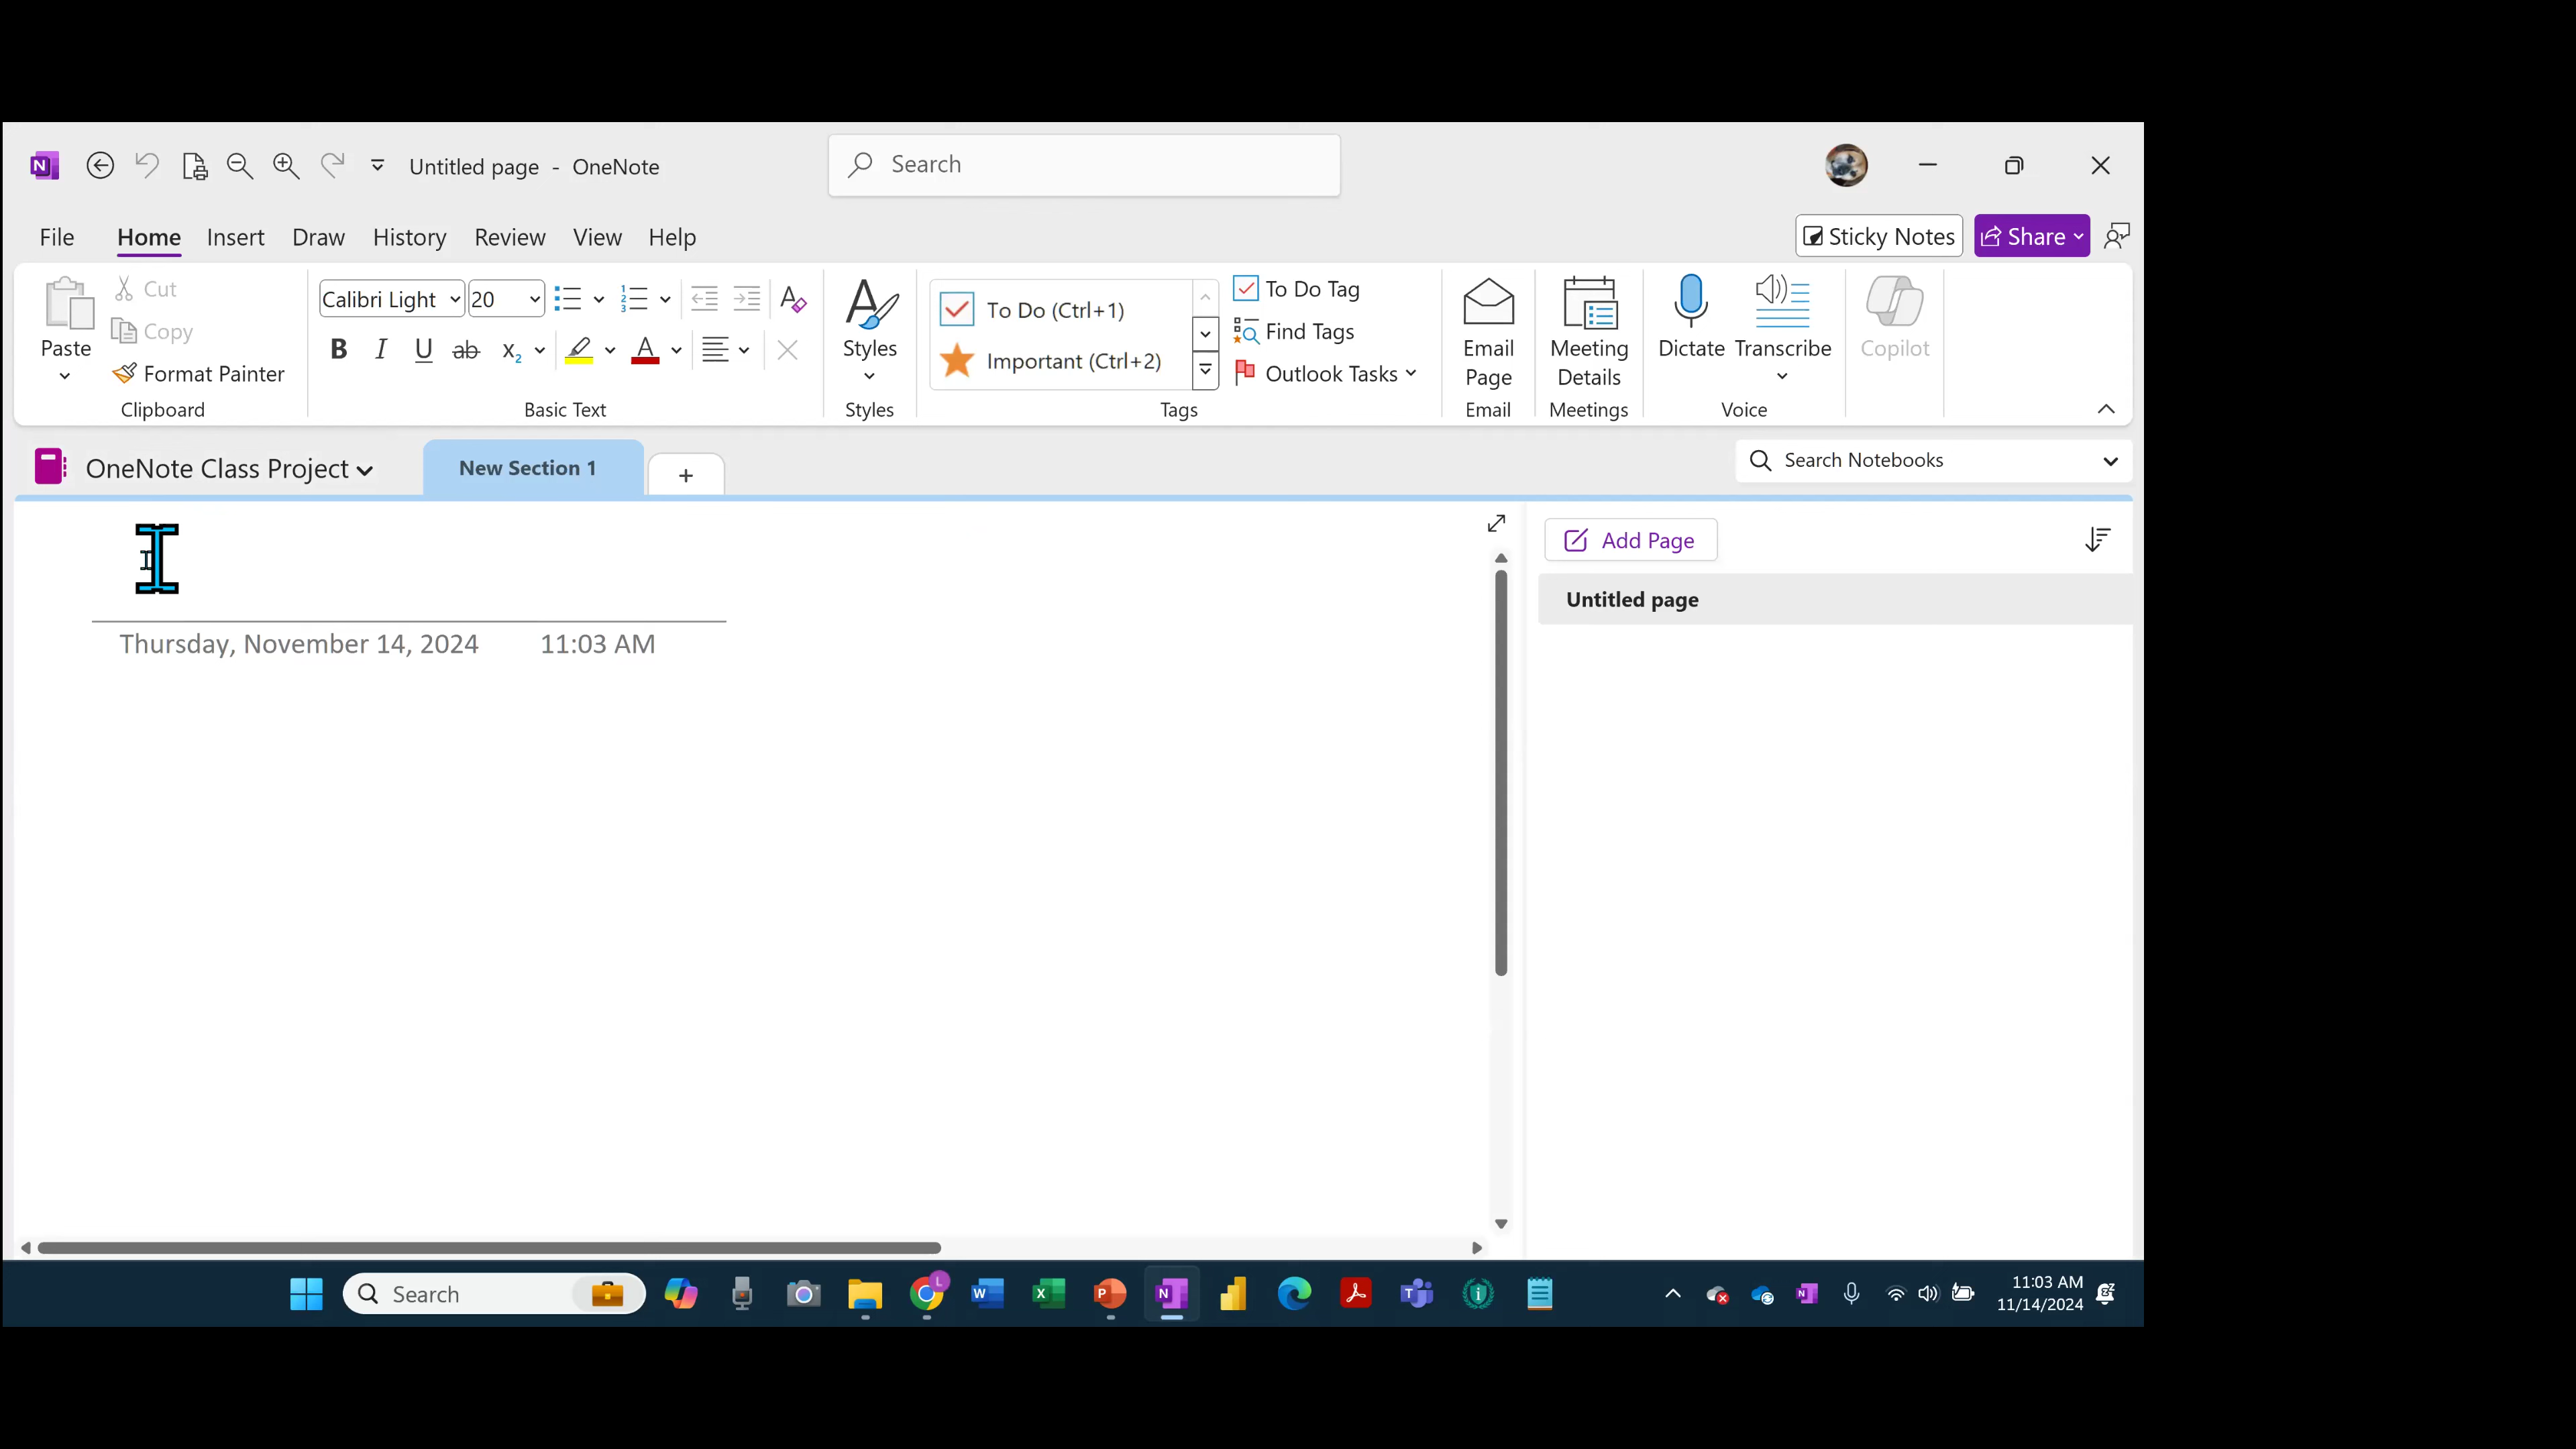 Untitled page - OneNote
Search
File Home Insert Draw History Review View Help
Sticky Notes
Share
Paste
Cut
Copy
Format Painter
Clipboard
Calibri Light 20
B I U ab x₂ A
Basic Text
Styles
Styles
To Do (Ctrl+1)
Important (Ctrl+2)
To Do Tag
Find Tags
Outlook Tasks
Tags
Email
Page
Email
Meeting
Details
Meetings
Dictate
Transcribe
Voice
Copilot
OneNote Class Project
New Section 1
+
Search Notebooks
Add Page
Untitled page
Thursday, November 14, 2024 11:03 AM
Search
11:03 AM
11/14/2024